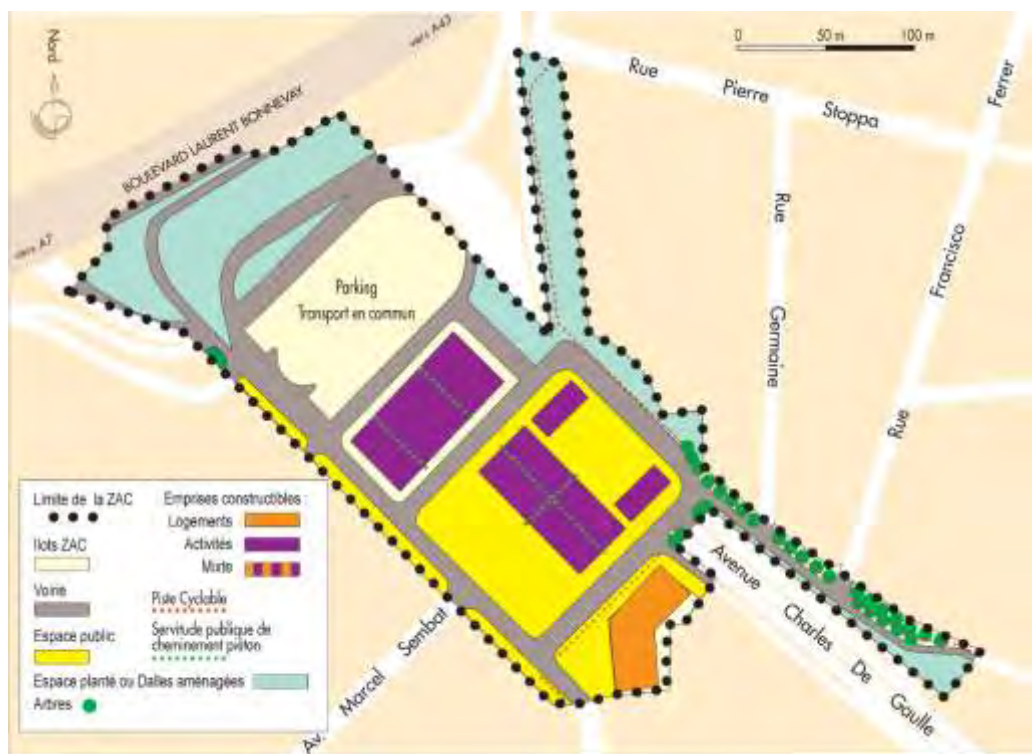 Nord
vers A43
BOULEVARD LAURENT BONNEVAY
vers A7
0 50 m 100 m
Rue Pierre Stoppa
Rue Francisco Ferrer
Rue Germaine
Parking
Transport en commun
Av. Marcel Sembat
Avenue Charles De Gaulle
Limite de la ZAC
Ilots ZAC
Voirie
Espace public
Espace planté ou Dalles aménagées
Arbres
Emprises constructibles :
Logements
Activités
Mixte
Piste Cyclable
Servitude publique de
cheminement piéton